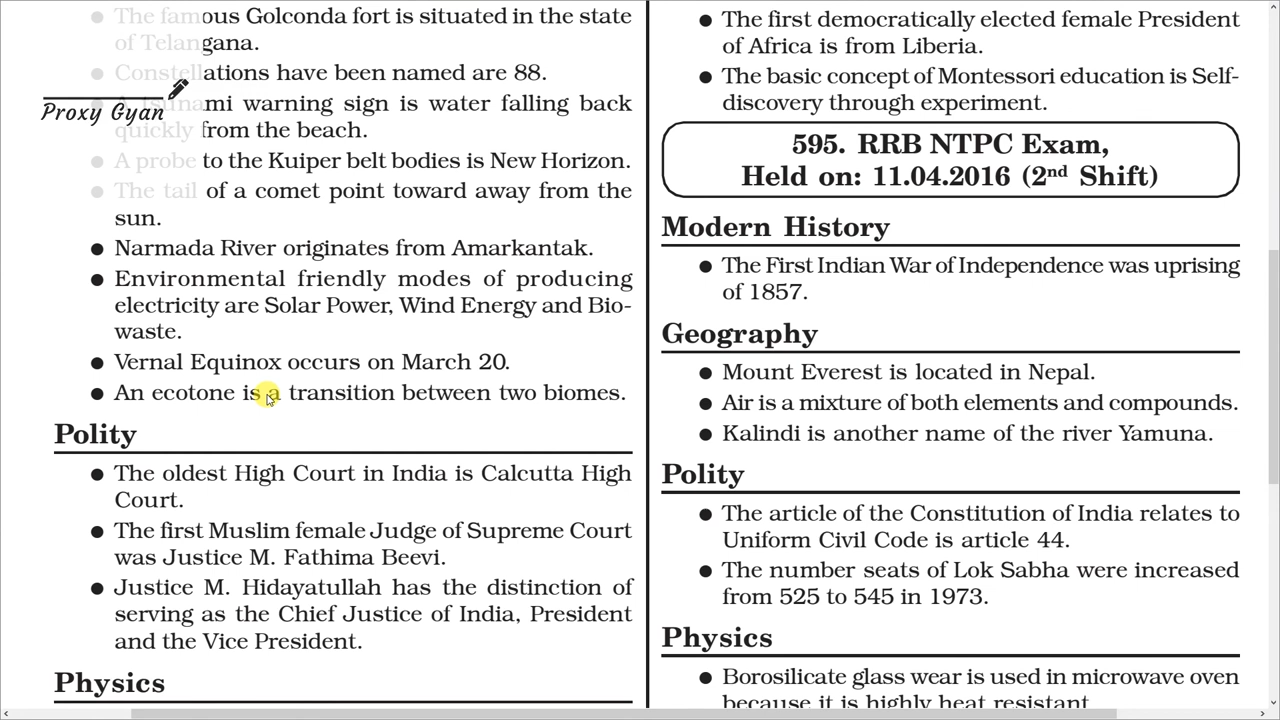 The famous Golconda fort is situated in the state
of Telangana.
Constellations have been named are 88.
A Tsunami warning sign is water falling back
quickly from the beach.
A probe to the Kuiper belt bodies is New Horizon.
The tail of a comet point toward away from the
sun.
Narmada River originates from Amarkantak.
Environmental friendly modes of producing
electricity are Solar Power, Wind Energy and Bio-
waste.
Vernal Equinox occurs on March 20.
An ecotone is a transition between two biomes.
Polity
The oldest High Court in India is Calcutta High
Court.
The first Muslim female Judge of Supreme Court
was Justice M. Fathima Beevi.
Justice M. Hidayatullah has the distinction of
serving as the Chief Justice of India, President
and the Vice President.
Physics
Proxy Gyan
The first democratically elected female President
of Africa is from Liberia.
The basic concept of Montessori education is Self-
discovery through experiment.
595. RRB NTPC Exam,
Held on: 11.04.2016 (2nd Shift)
Modern History
The First Indian War of Independence was uprising
of 1857.
Geography
Mount Everest is located in Nepal.
Air is a mixture of both elements and compounds.
Kalindi is another name of the river Yamuna.
Polity
The article of the Constitution of India relates to
Uniform Civil Code is article 44.
The number seats of Lok Sabha were increased
from 525 to 545 in 1973.
Physics
Borosilicate glass wear is used in microwave oven
because it is highly heat resistant